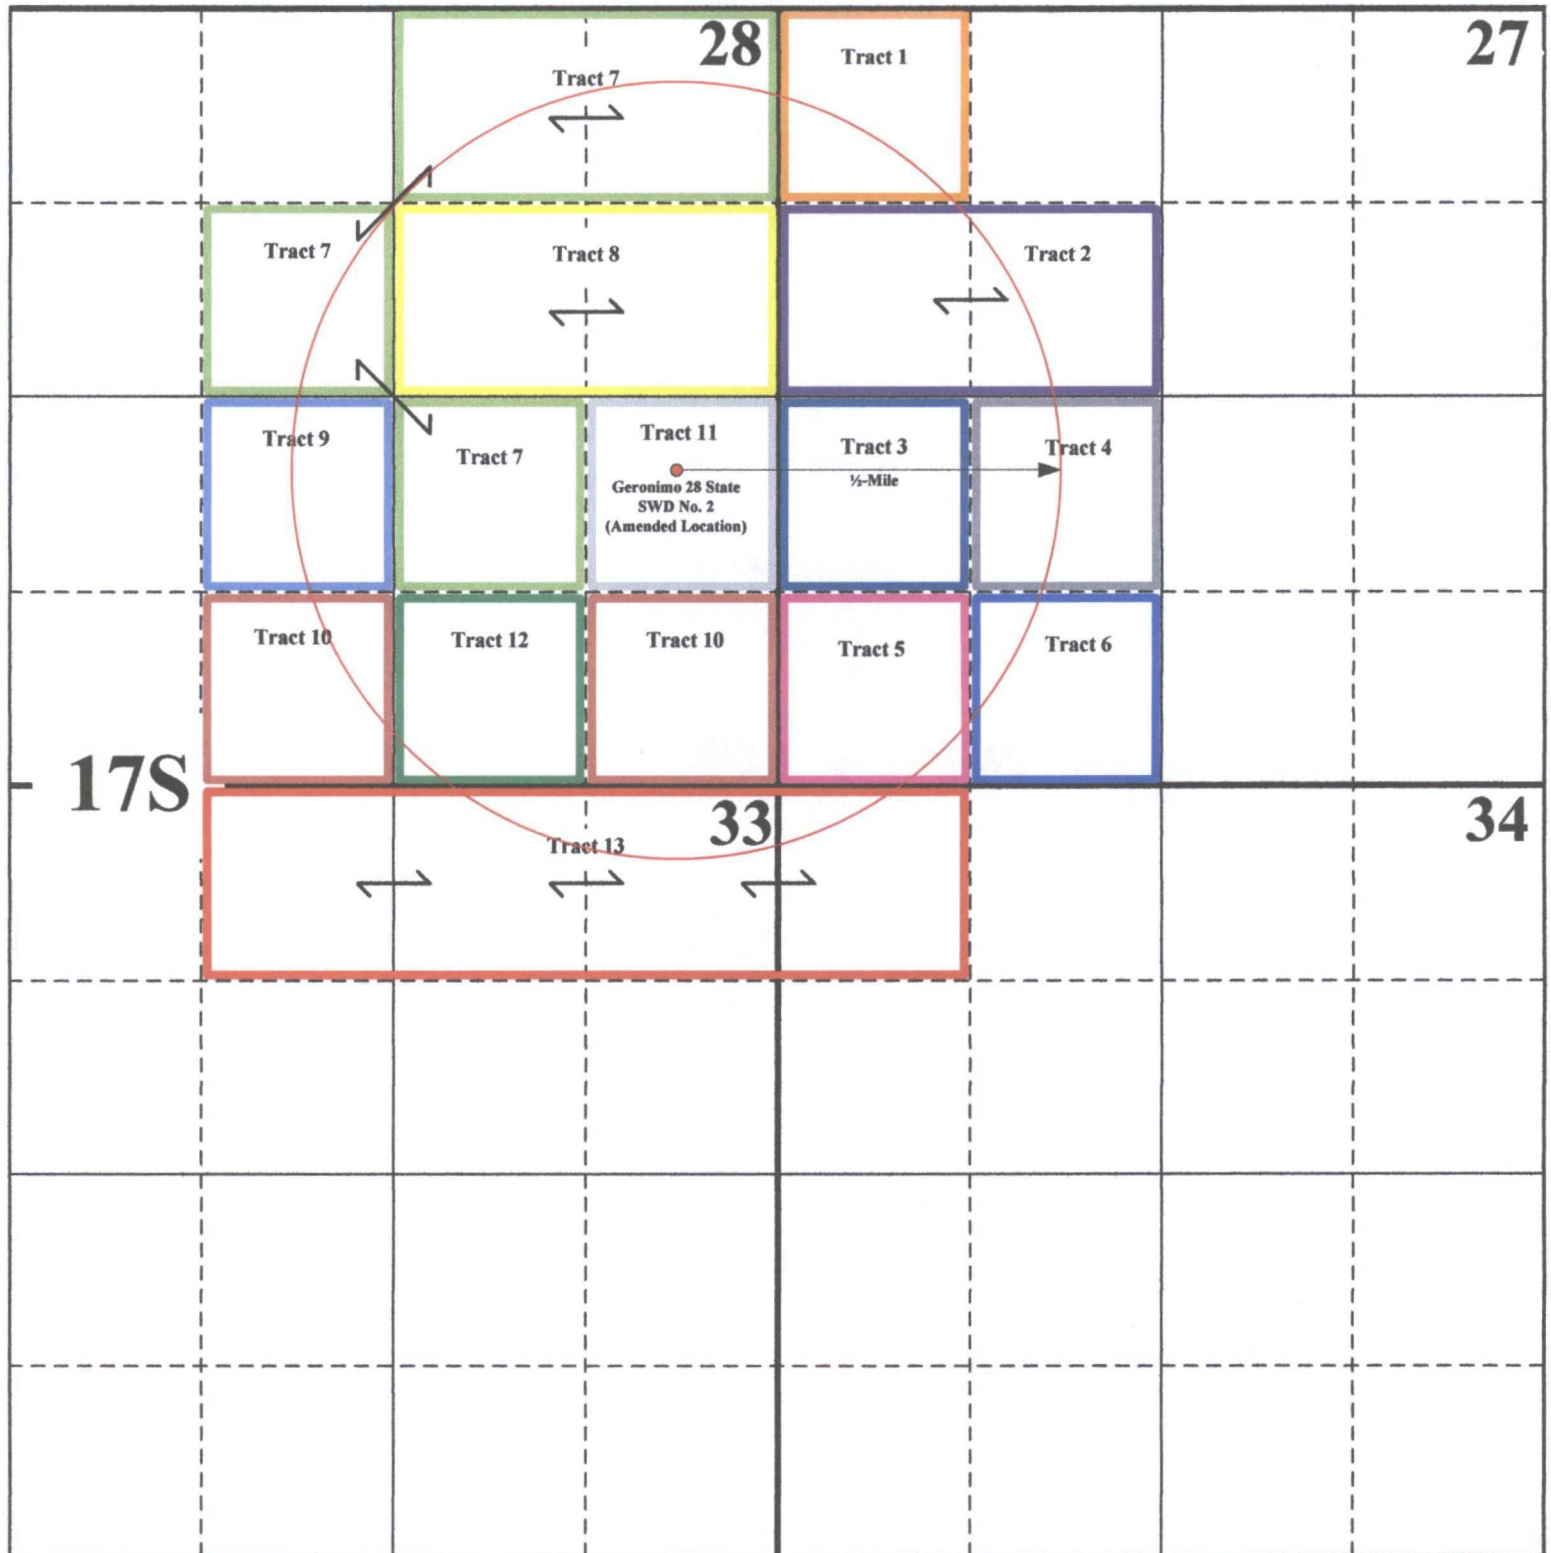 28
Tract 1
27
Tract 7
Tract 7
Tract 8
Tract 2
Tract 9
Tract 7
Tract 11
Tract 3
Tract 4
½-Mile
Geronimo 28 State
SWD No. 2
(Amended Location)
Tract 10
Tract 12
Tract 10
Tract 5
Tract 6
17S
33
34
Tract 13